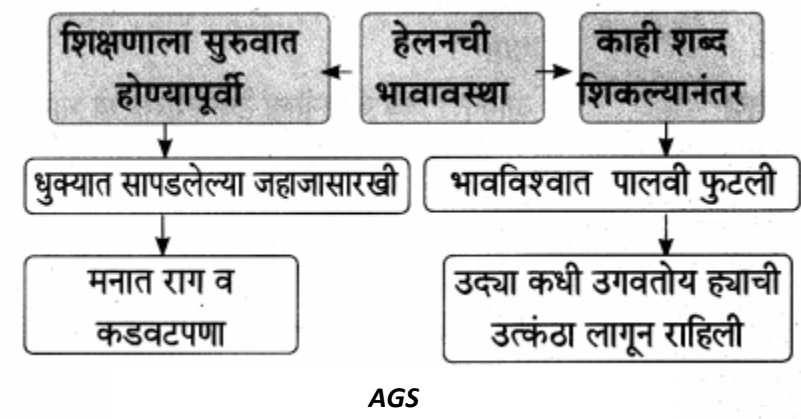 शिक्षणाला सुरुवात
होण्यापूर्वी
हेलनची
भावावस्था
काही शब्द
शिकल्यानंतर
धुक्यात सापडलेल्या जहाजासारखी
भावविश्वात पालवी फुटली
मनात राग व
कडवटपणा
उद्या कधी उगवतोय ह्याची
उत्कंठा लागून राहिली
AGS